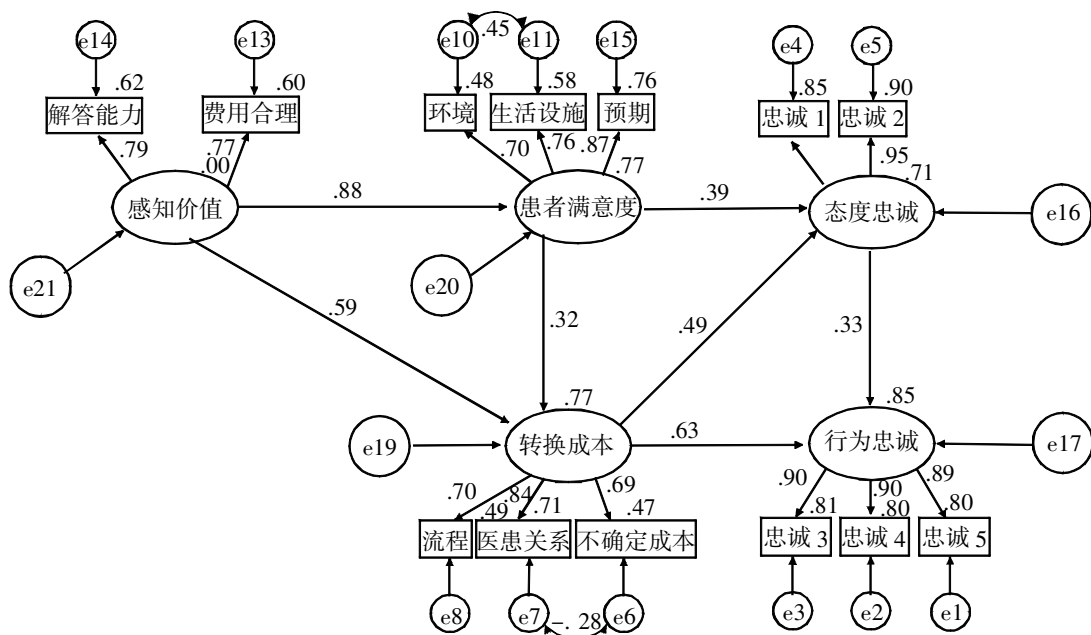 e14
e13
e10
.45
e11
e15
e4
e5
.62
.60
.48
.58
.76
.85
.90
解答能力
费用合理
环境
生活设施
预期
忠诚 1
忠诚 2
.79
.77
.00
.70
.76
.87
.77
.95
.71
感知价值
.88
患者满意度
.39
态度忠诚
e16
e21
e20
.59
.32
.49
.33
.77
.85
e19
转换成本
.63
行为忠诚
e17
.70
.84
.69
.90
.90
.89
.49
.71
.47
.81
.80
.80
流程
医患关系
不确定成本
忠诚 3
忠诚 4
忠诚 5
e8
e7
-. 28
e6
e3
e2
e1